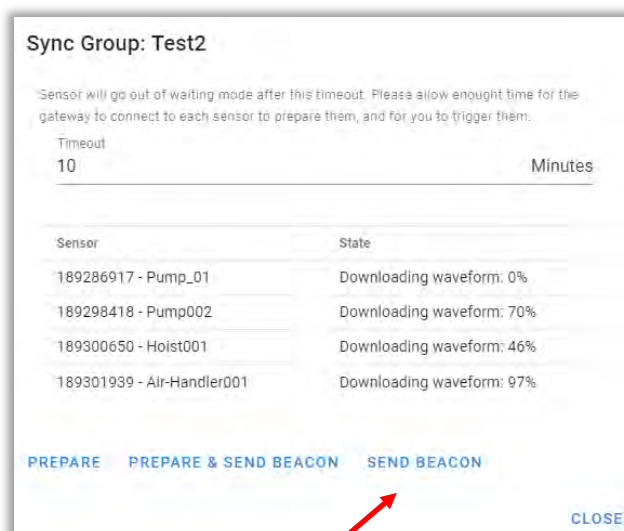 Sync Group: Test2
Sensor will go out of waiting mode after this timeout. Please allow enought time for the
gateway to connect to each sensor to prepare them, and for you to trigger them.
Timeout
10 Minutes
Sensor State
189286917 - Pump_01 Downloading waveform: 0%
189298418 - Pump002 Downloading waveform: 70%
189300650 - Hoist001 Downloading waveform: 46%
189301939 - Air-Handler001 Downloading waveform: 97%
PREPARE PREPARE & SEND BEACON SEND BEACON
CLOSE